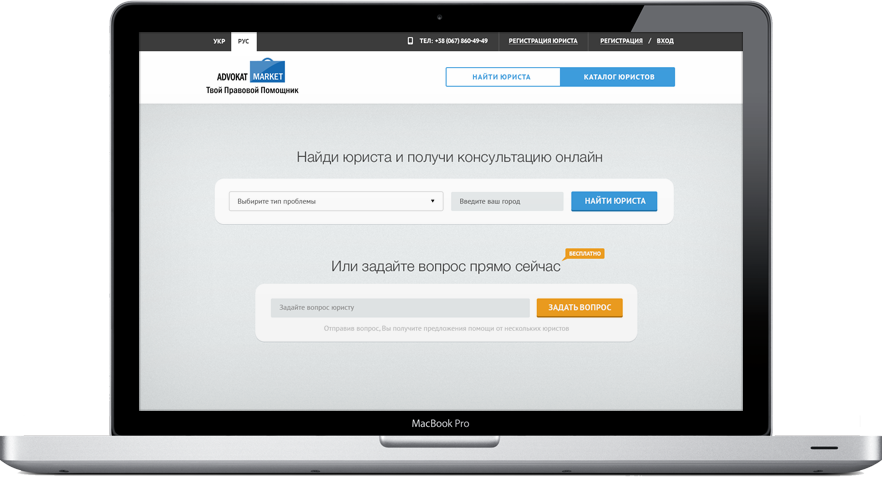 УКР РУС ТЕЛ: +38 (067) 860-49-49 РЕГИСТРАЦИЯ ЮРИСТА РЕГИСТРАЦИЯ / ВХОД
ADVOKAT MARKET
Твой Правовой Помощник
НАЙТИ ЮРИСТА КАТАЛОГ ЮРИСТОВ
Найди юриста и получи консультацию онлайн
Выбирите тип проблемы Введите ваш город НАЙТИ ЮРИСТА
БЕСПЛАТНО
Или задайте вопрос прямо сейчас
Задайте вопрос юристу ЗАДАТЬ ВОПРОС
Отправив вопрос, Вы получите предложения помощи от нескольких юристов
MacBook Pro